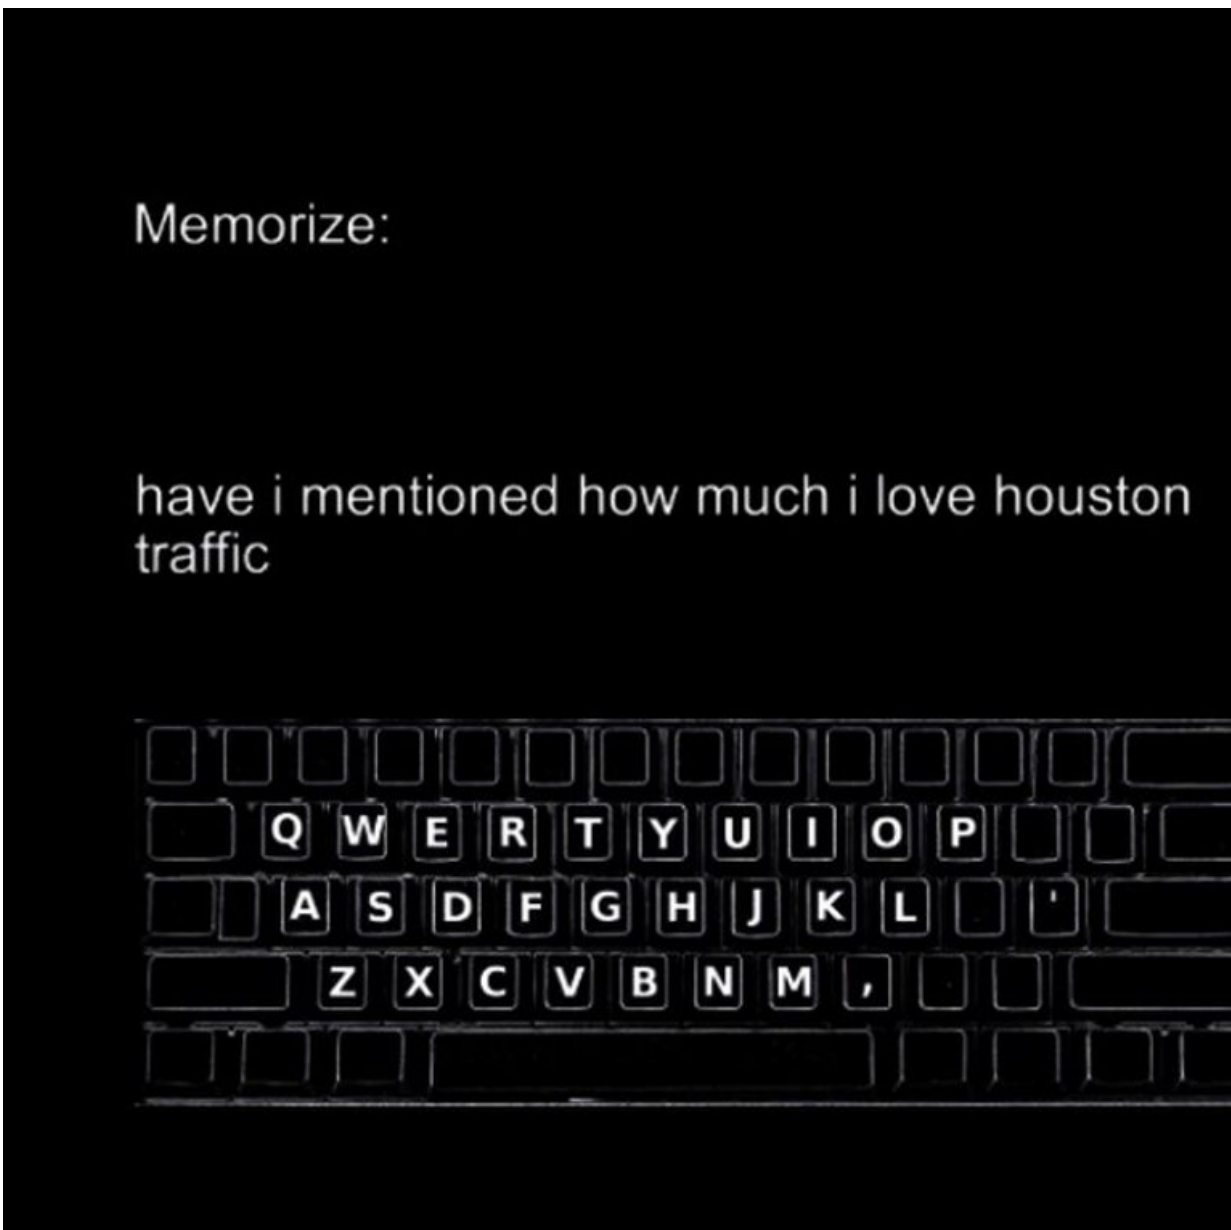 Memorize:
have i mentioned how much i love houston
traffic
Q W E R T Y U I O P
A S D F G H J K L '
Z X C V B N M ,